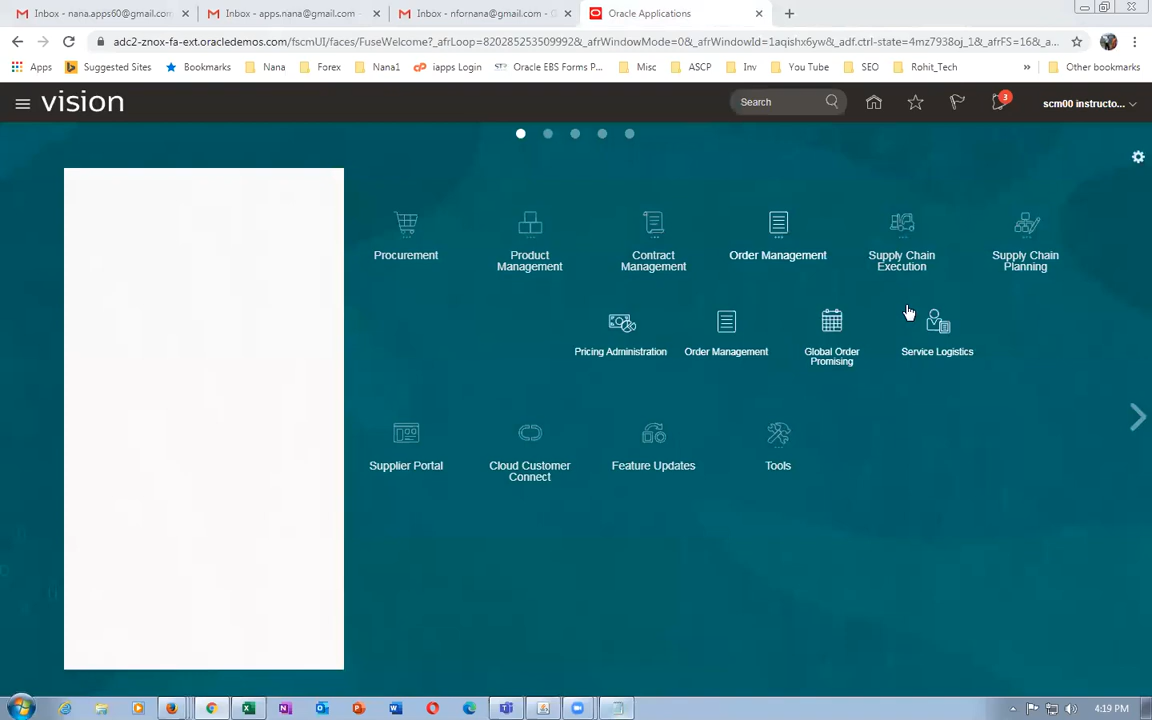 Inbox - nana.apps60@gmail.com
Inbox - apps.nana@gmail.com -
Inbox - nfornana@gmail.com -
Oracle Applications
adc2-znox-fa-ext.oracledemos.com/fscmUI/faces/FuseWelcome?_afrLoop=820285253509992&_afrWindowMode=0&_afrWindowId=1aqishx6yw&_adf.ctrl-state=4mz7938oj_1&_afrFS=16&_a...
Apps
Suggested Sites
Bookmarks
Nana
Forex
Nana1
iapps Login
Oracle EBS Forms P...
Misc
ASCP
Inv
You Tube
SEO
Rohit_Tech
»
Other bookmarks
vision
Search
3
scm00 instructo...
Procurement
Product
Management
Contract
Management
Order Management
Supply Chain
Execution
Supply Chain
Planning
Pricing Administration
Order Management
Global Order
Promising
Service Logistics
Supplier Portal
Cloud Customer
Connect
Feature Updates
Tools
4:19 PM